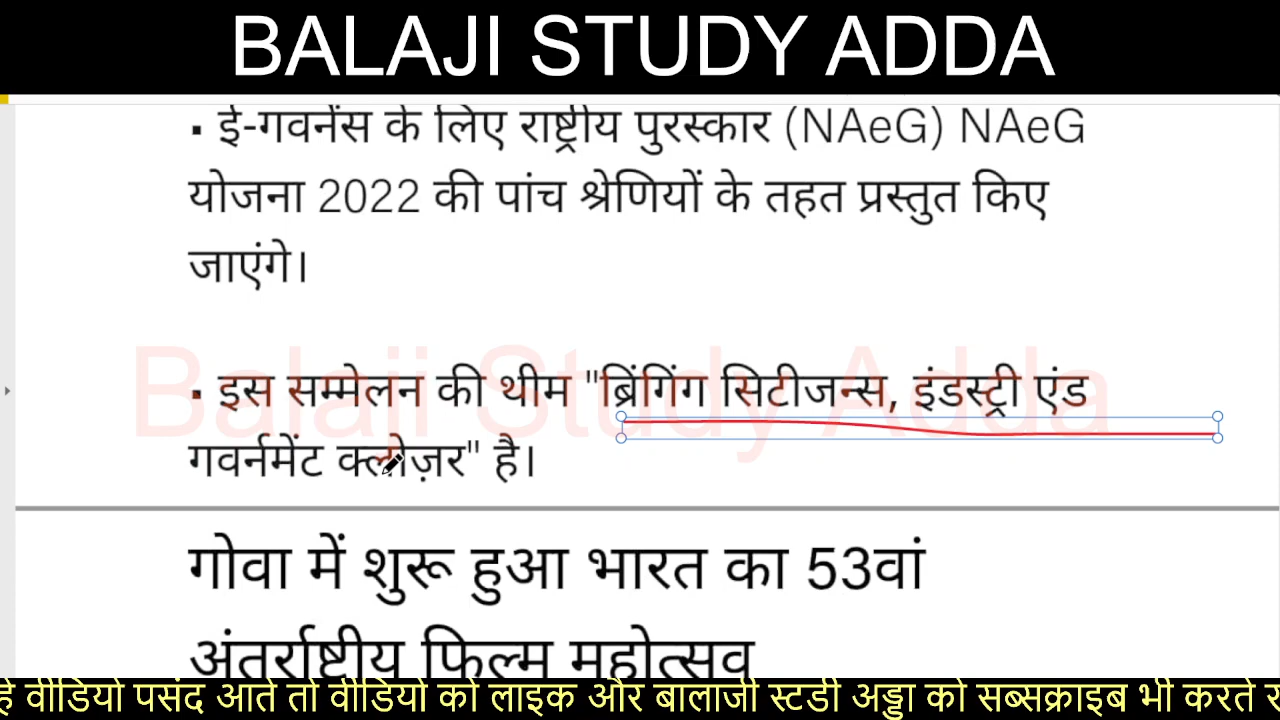 BALAJI STUDY ADDA
▪ ई-गवर्नेंस के लिए राष्ट्रीय पुरस्कार (NAeG) NAeG
योजना 2022 की पांच श्रेणियों के तहत प्रस्तुत किए
जाएंगे।
Balaji Study Adda
▪ इस सम्मेलन की थीम "ब्रिंगिंग सिटीजन्स, इंडस्ट्री एंड
गवर्नमेंट क्लोज़र" है।
गोवा में शुरू हुआ भारत का 53वां
अंतर्राष्ट्रीय फिल्म महोत्सव
है वीडियो पसंद आते तो वीडियो को लाइक और बालाजी स्टडी अड्डा को सब्सक्राइब भी करते